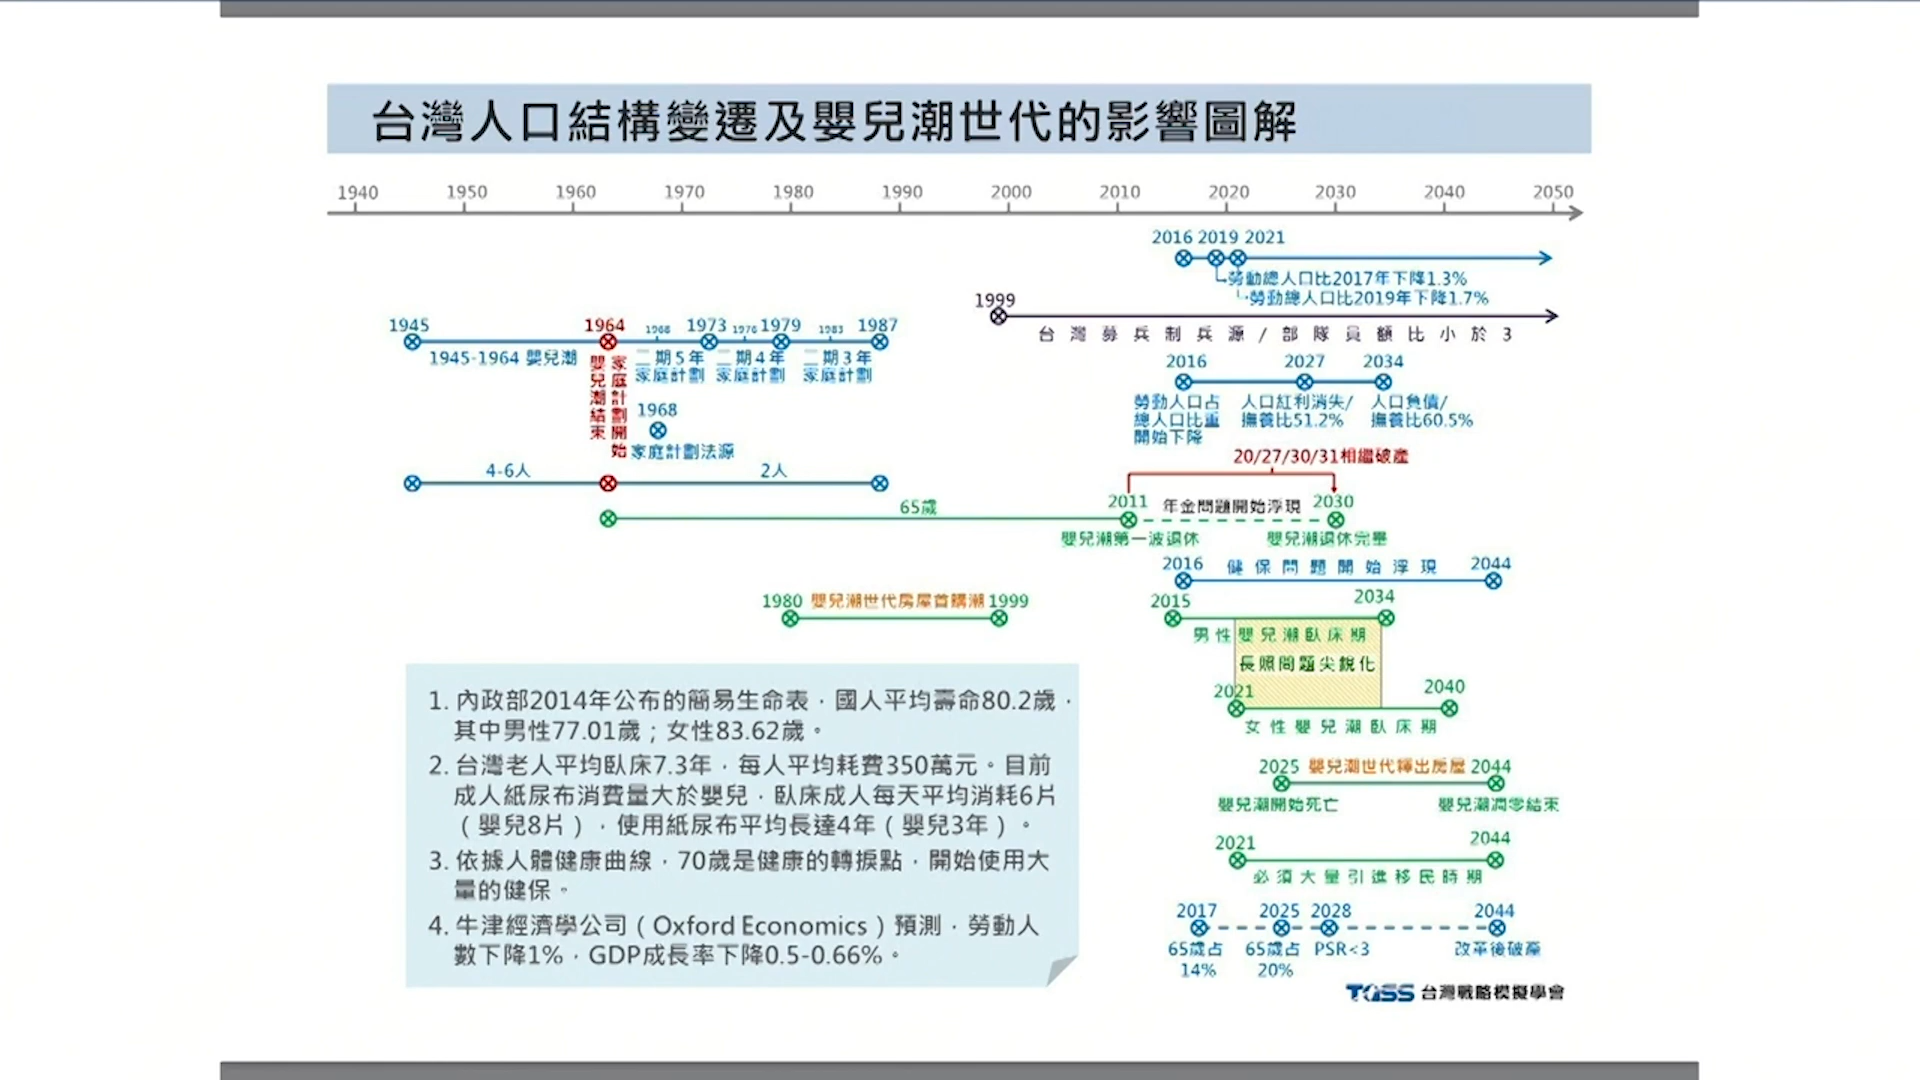 台灣人口結構變遷及嬰兒潮世代的影響圖解
1940 1950 1960 1970 1980 1990 2000 2010 2020 2030 2040 2050
2016 2019 2021
勞動總人口比2017年下降1.3%
勞動總人口比2019年下降1.7%
1999
台灣募兵制兵源/部隊員額比小於3
1945 1964 1968 1973 1976 1979 1983 1987
1945-1964 嬰兒潮
嬰兒潮結束
家庭計劃開始
二期5年
家庭計劃
二期4年
家庭計劃
二期3年
家庭計劃
1968
家庭計劃法源
2016 2027 2034
勞動人口占
總人口比重
開始下降
人口紅利消失/
撫養比51.2%
人口負債/
撫養比60.5%
4-6人 2人
20/27/30/31相繼破產
65歲
2011 年金問題開始浮現 2030
嬰兒潮第一波退休 嬰兒潮退休完畢
2016 健保問題開始浮現 2044
1980 嬰兒潮世代房屋首購潮 1999
2015 2034
男性嬰兒潮臥床期
長照問題尖銳化
2021 2040
女性嬰兒潮臥床期
2025 嬰兒潮世代釋出房屋 2044
嬰兒潮開始死亡 嬰兒潮凋零結束
2021 2044
必須大量引進移民時期
2017 2025 2028 2044
65歲占
14%
65歲占
20%
PSR<3
改革後破產
1. 內政部2014年公布的簡易生命表，國人平均壽命80.2歲，
其中男性77.01歲；女性83.62歲。
2. 台灣老人平均臥床7.3年，每人平均耗費350萬元。目前
成人紙尿布消費量大於嬰兒，臥床成人每天平均消耗6片
（嬰兒8片），使用紙尿布平均長達4年（嬰兒3年）。
3. 依據人體健康曲線，70歲是健康的轉捩點，開始使用大
量的健保。
4. 牛津經濟學公司（Oxford Economics）預測，勞動人
數下降1%，GDP成長率下降0.5-0.66%。
TASS 台灣戰略模擬學會